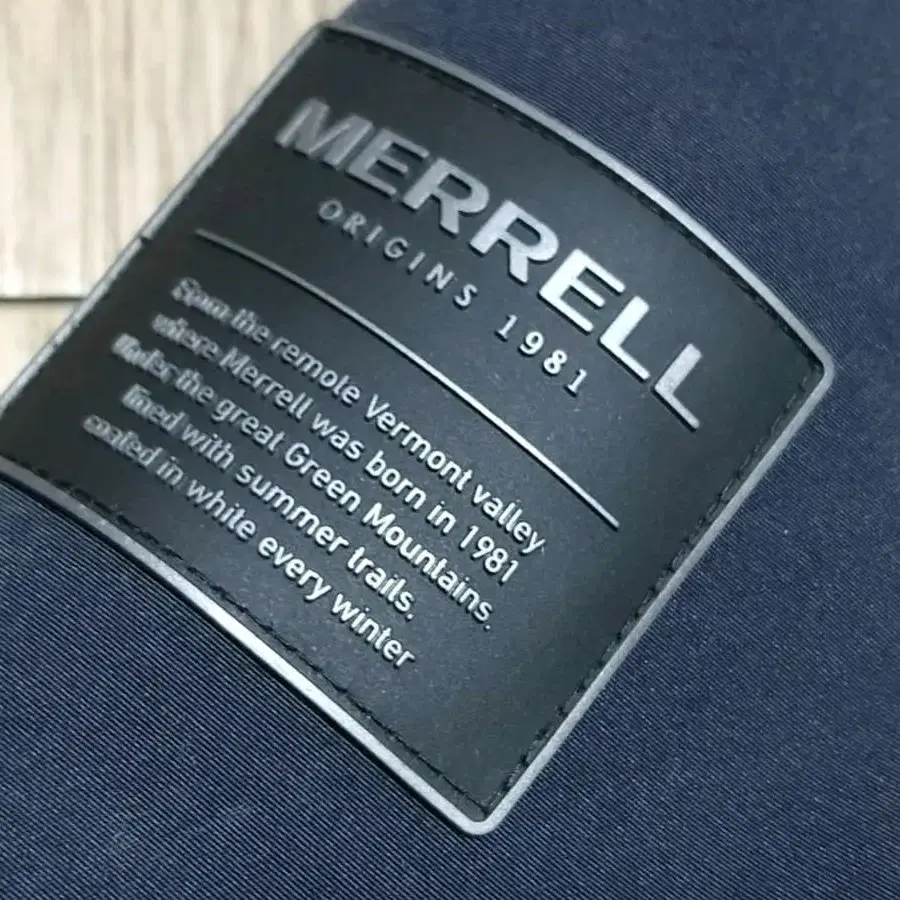 MERRELL
ORIGINS 1981
the remote Vermont valley,
where Merrell was born in 1981
Under the great Green Mountains.
lined with summer trails.
coated in white every winter